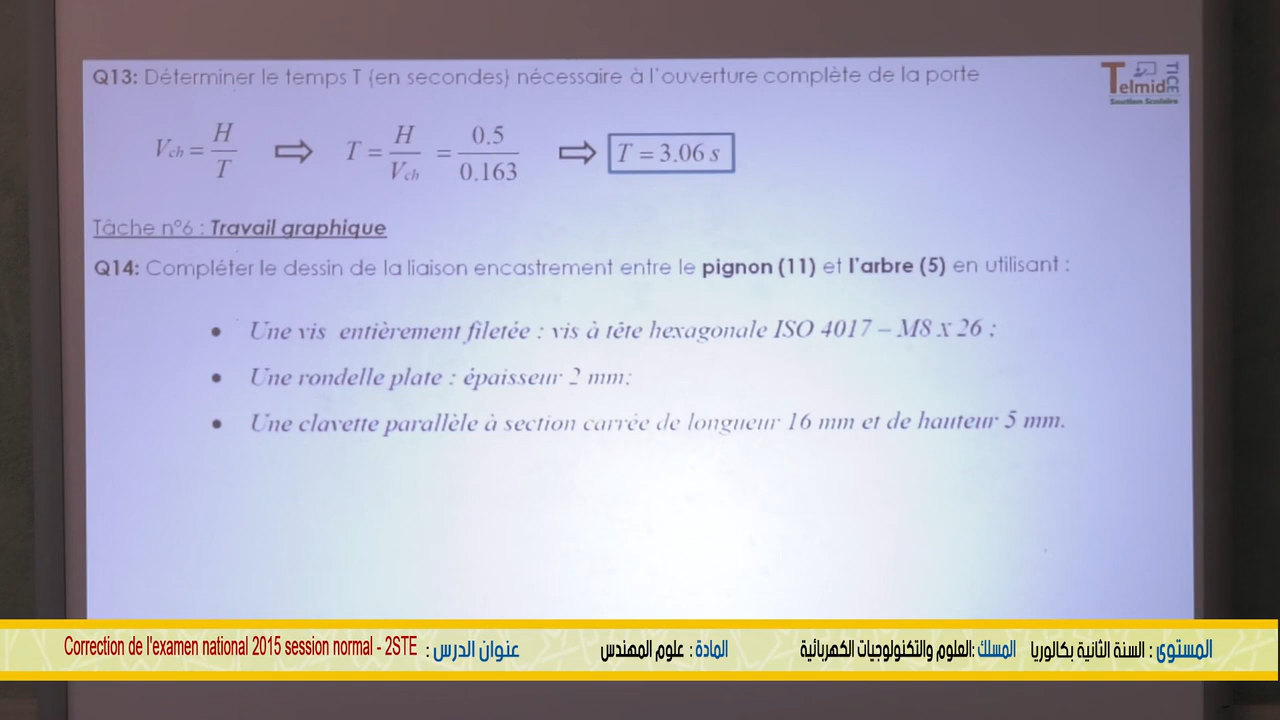 Q13: Déterminer le temps T (en secondes) nécessaire à l'ouverture complète de la porte
Telmid TICE
Soutien Scolaire
Vch = H / T ⇨ T = H / Vch = 0.5 / 0.163 ⇨ T = 3.06 s
Tâche n°6 : Travail graphique
Q14: Compléter le dessin de la liaison encastrement entre le pignon (11) et l'arbre (5) en utilisant :
• Une vis entièrement filetée : vis à tête hexagonale ISO 4017 – M8 x 26 ;
• Une rondelle plate : épaisseur 2 mm;
• Une clavette parallèle à section carrée de longueur 16 mm et de hauteur 5 mm.
المستوى : السنة الثانية بكالوريا المسلك :العلوم والتكنولوجيات الكهربائية المادة : علوم المهندس عنوان الدرس : Correction de l'examen national 2015 session normal - 2STE